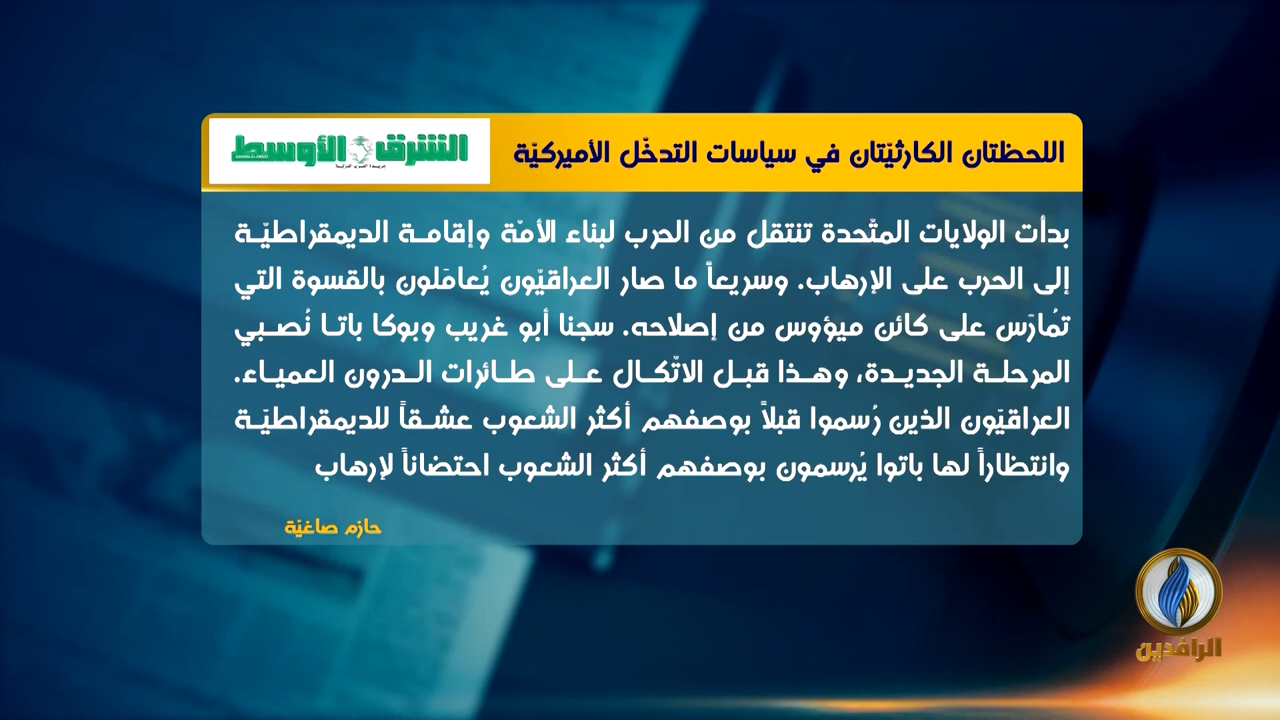 اللحظتان الكارثيّتان في سياسات التدخّل الأميركيّة
الشرق الأوسط
بدأت الولايات المتّحدة تنتقل من الحرب لبناء الأمّة وإقامة الديمقراطيّة
إلى الحرب على الإرهاب. وسريعاً ما صار العراقيّون يُعامَلون بالقسوة التي
تمُارَس على كائن ميؤوس من إصلاحه. سجنا أبو غريب وبوكا باتا نُصبي
المرحلة الجديدة، وهذا قبل الاتّكال على طائرات الدرون العمياء.
العراقيّون الذين رُسموا قبلاً بوصفهم أكثر الشعوب عشقاً للديمقراطيّة
وانتظاراً لها باتوا يُرسمون بوصفهم أكثر الشعوب احتضاناً لإرهاب
حازم صاغيّة
الرافدين